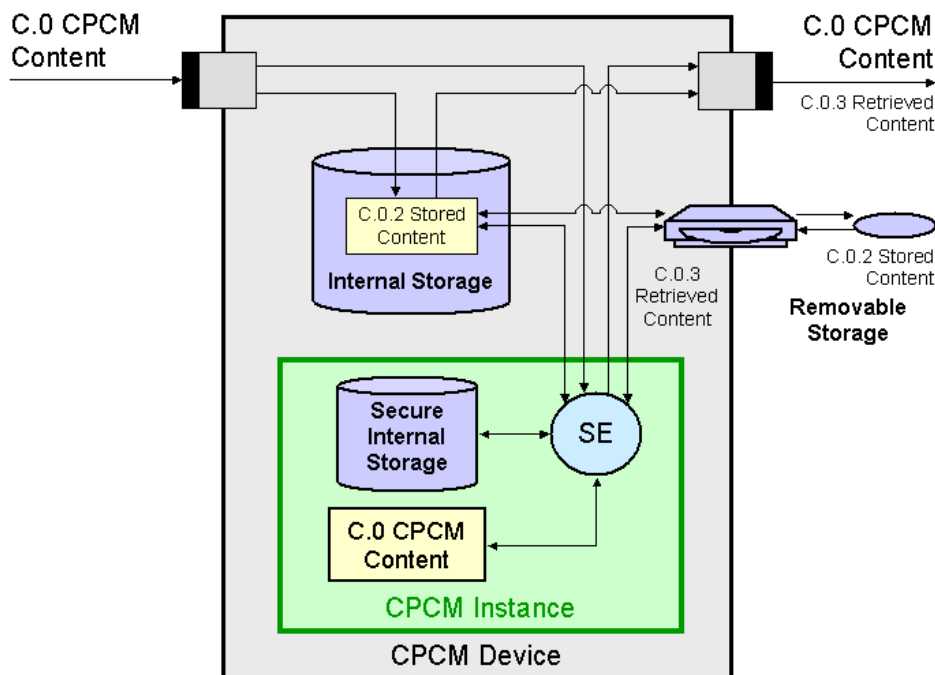 C.0 CPCM
Content
C.0 CPCM
Content
C.0.3 Retrieved
Content
C.0.2 Stored
Content
Internal Storage
C.0.3
Retrieved
Content
C.0.2 Stored
Content
Removable
Storage
Secure
Internal
Storage
SE
C.0 CPCM
Content
CPCM Instance
CPCM Device